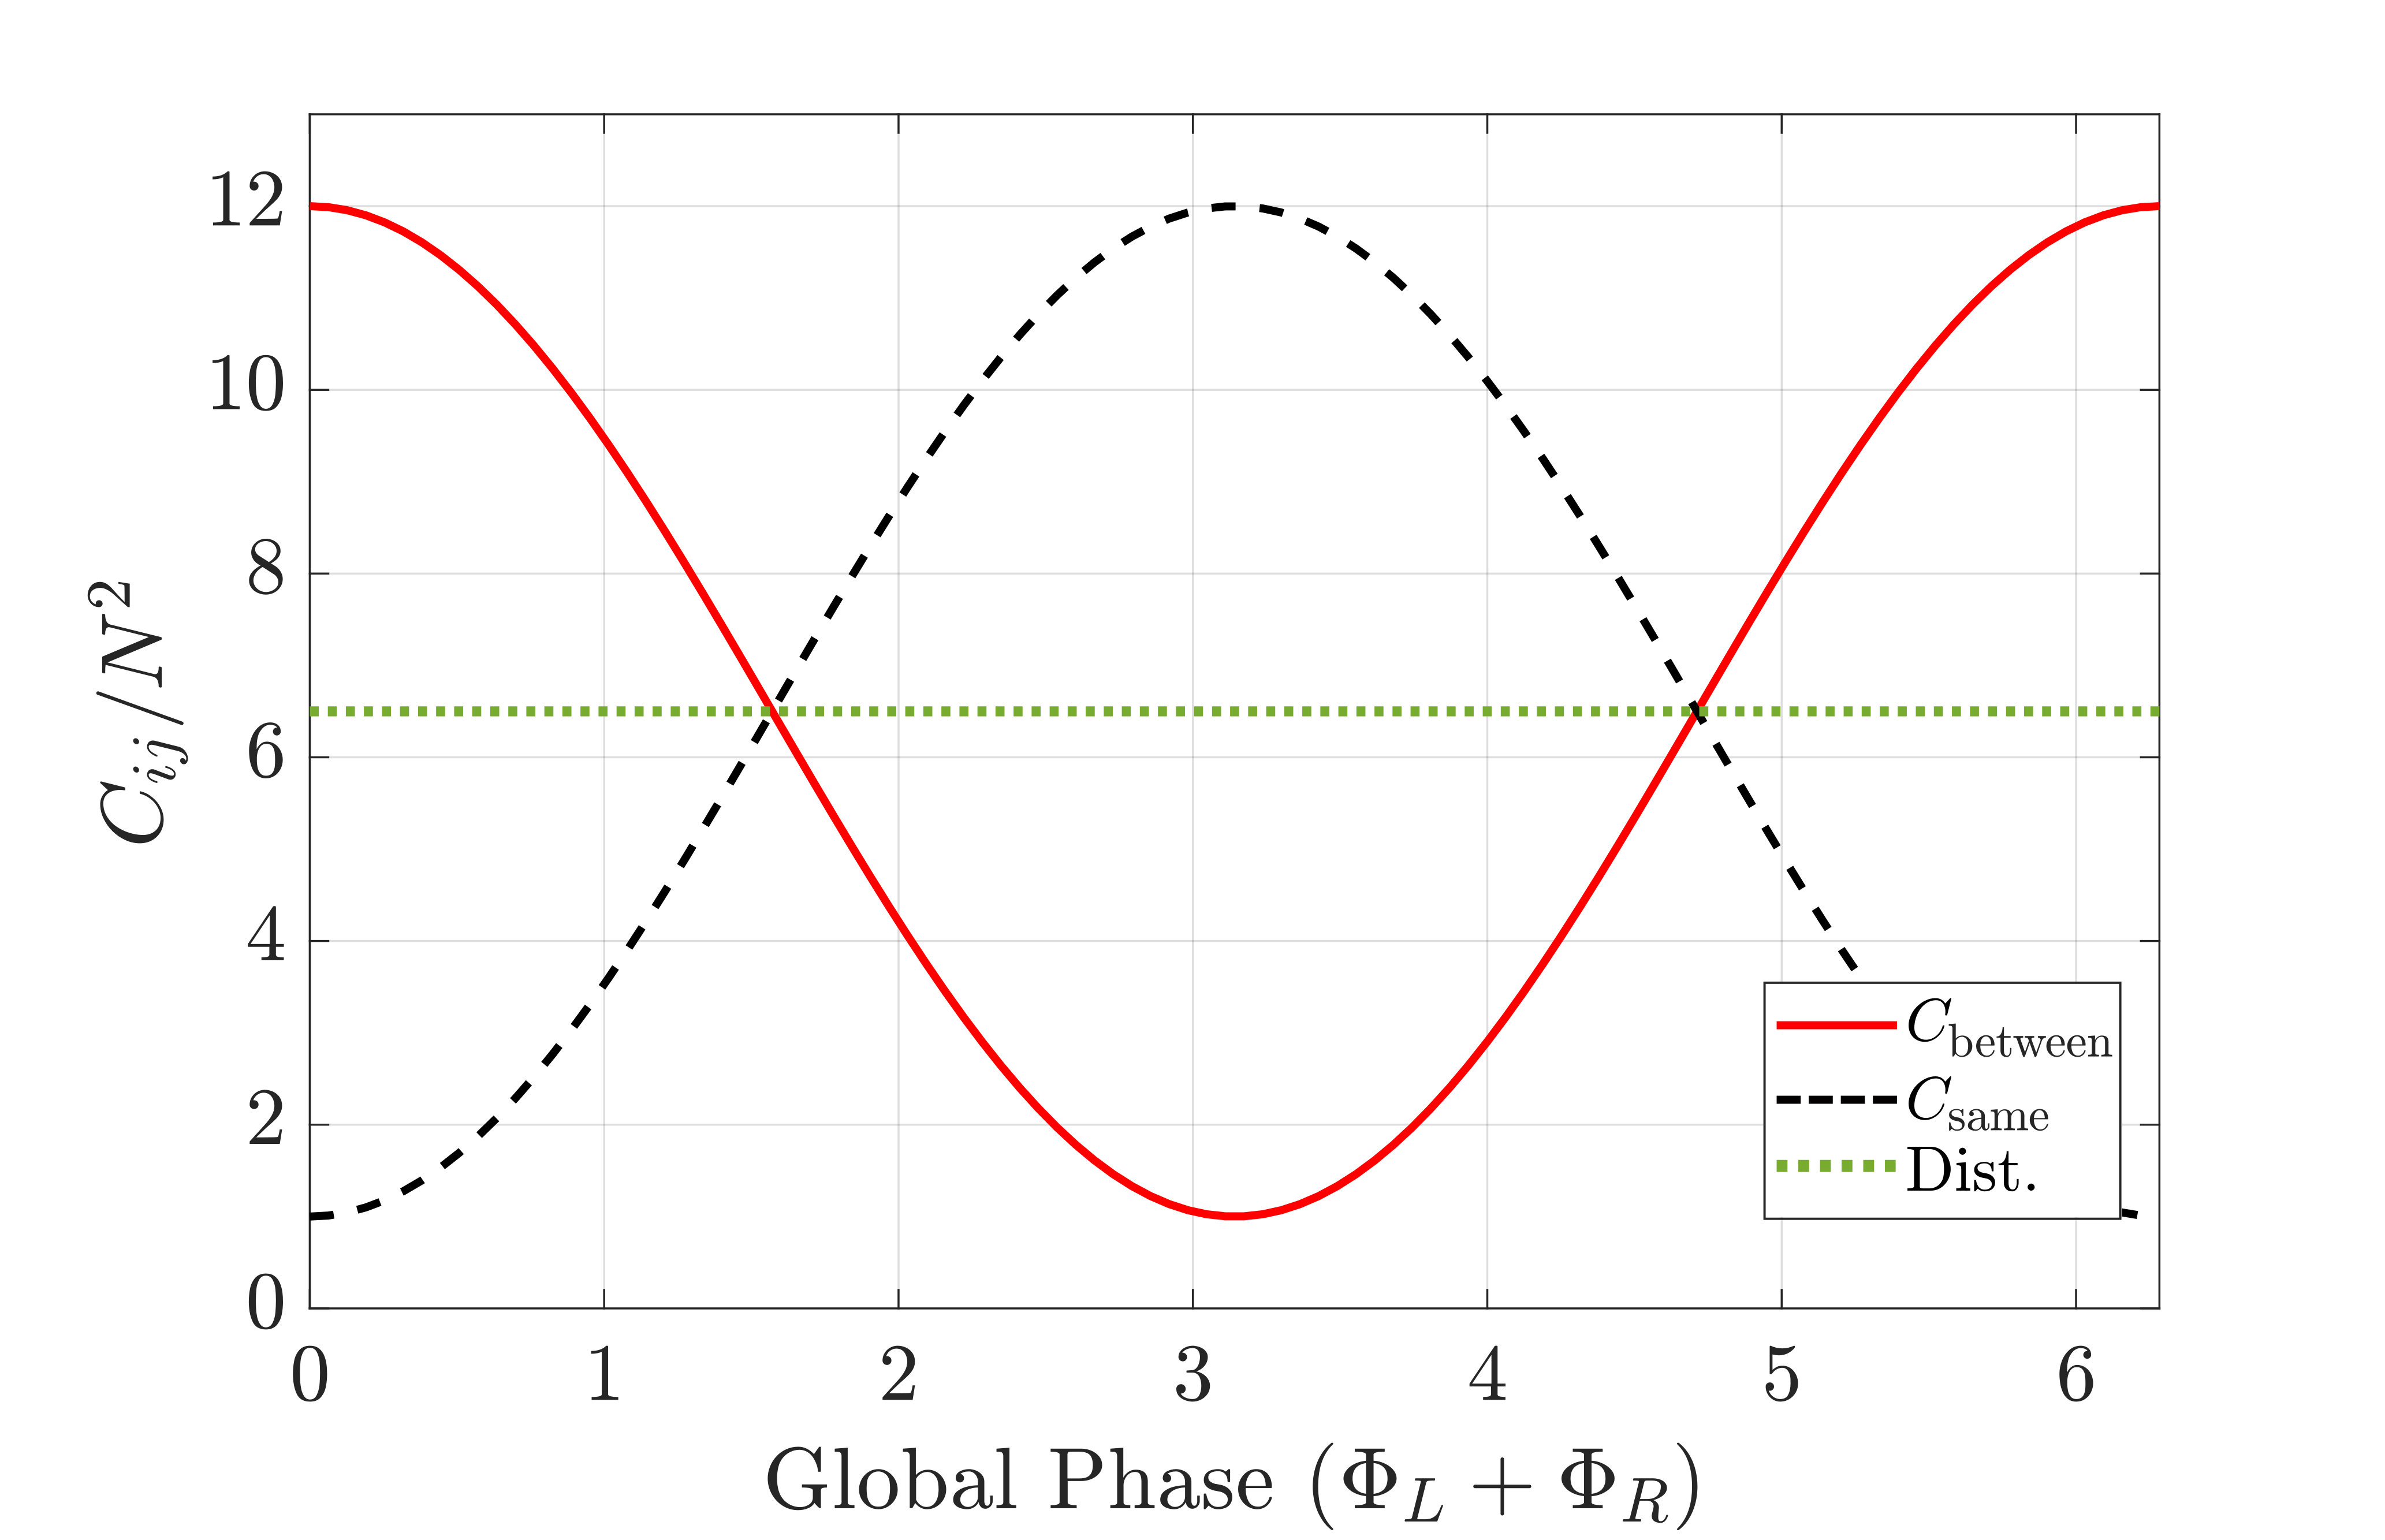 12
10
8
6
4
2
0
C_{ij}/N^2
0 1 2 3 4 5 6
Global Phase (Φ_L + Φ_R)
C_between
C_same
Dist.